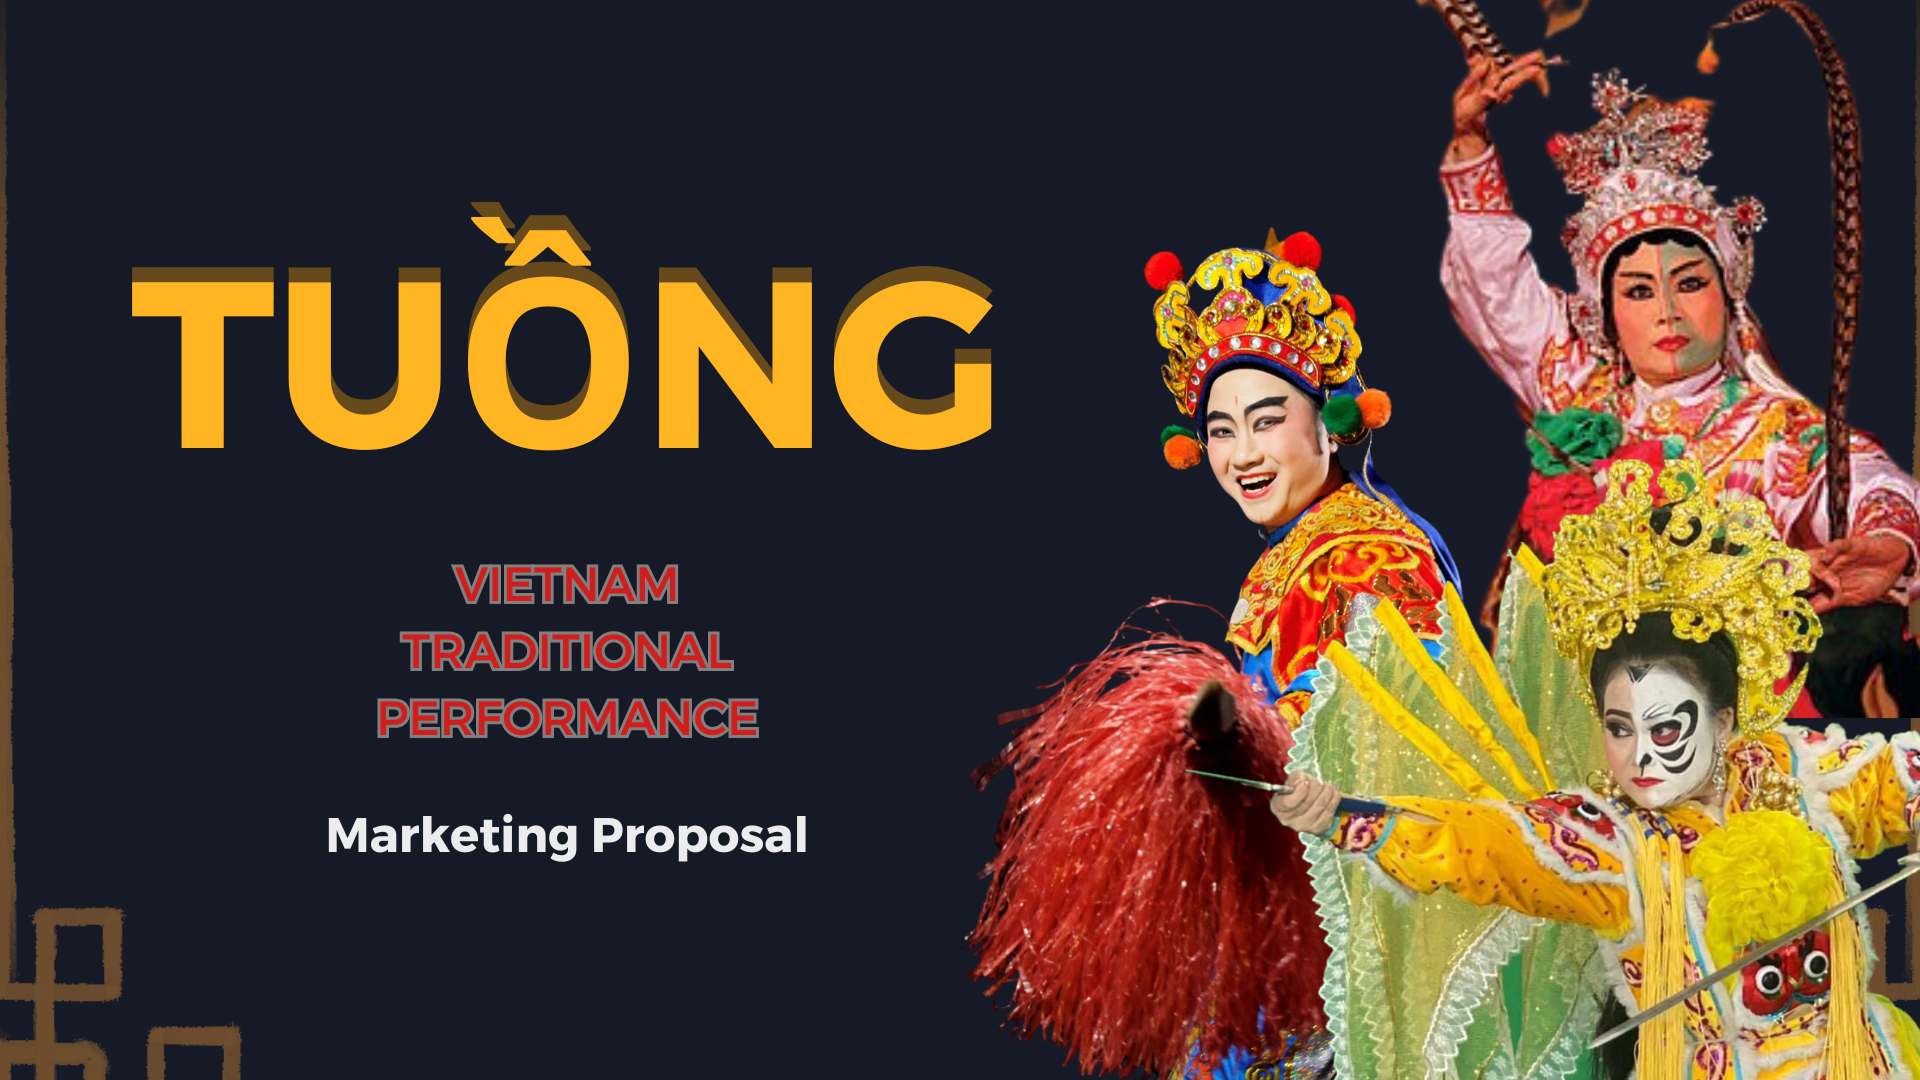 TUỒNG
VIETNAM
TRADITIONAL
PERFORMANCE
Marketing Proposal